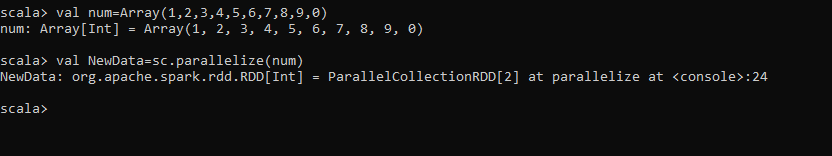 scala> val num=Array(1,2,3,4,5,6,7,8,9,0)
num: Array[Int] = Array(1, 2, 3, 4, 5, 6, 7, 8, 9, 0)
scala> val NewData=sc.parallelize(num)
NewData: org.apache.spark.rdd.RDD[Int] = ParallelCollectionRDD[2] at parallelize at <console>:24
scala>